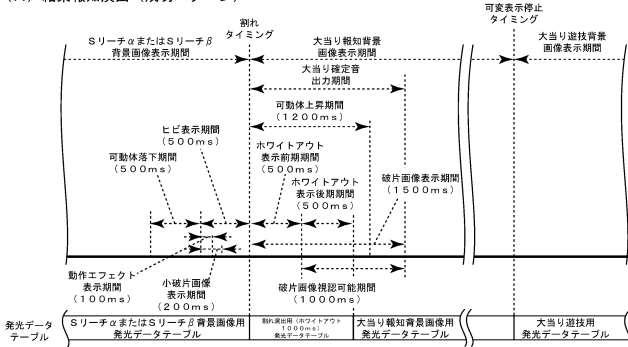 可変表示停止
タイミング
割れ
タイミング
SリーチαまたはSリーチβ
背景画像表示期間
大当り報知背景
画像表示期間
大当り遊技背景
画像表示期間
大当り確定音
出力期間
可動体上昇期間
(1200ms)
ヒビ表示期間
(500ms)
可動体落下期間
(500ms)
ホワイトアウト
表示前期期間
(500ms)
ホワイトアウト
表示後期期間
(500ms)
破片画像表示期間
(1500ms)
動作エフェクト
表示期間
(100ms)
小破片画像
表示期間
(200ms)
破片画像視認可能期間
(1000ms)
発光データ
テーブル
SリーチαまたはSリーチβ背景画像用
発光データテーブル
割れ演出用(ホワイトアウト
1000ms)
発光データテーブル
大当り報知背景画像用
発光データテーブル
大当り遊技用
発光データテーブル